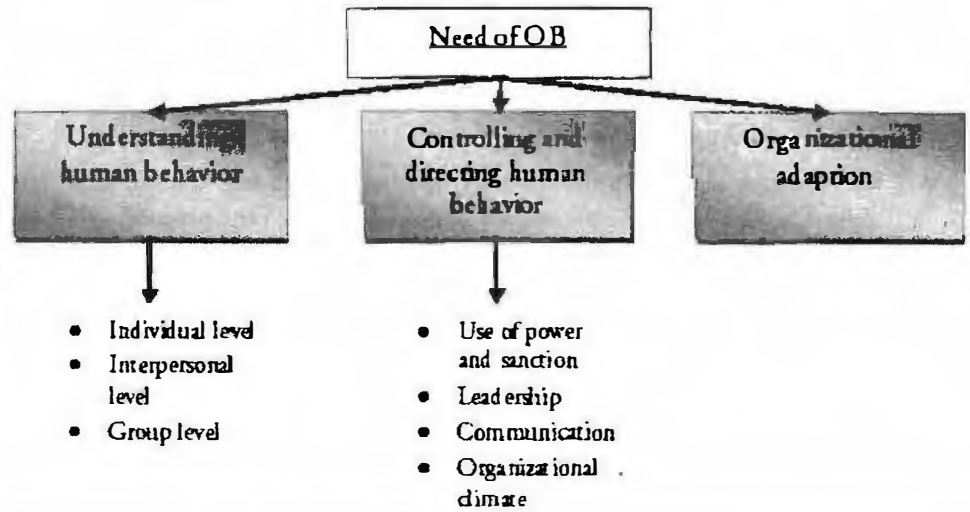 Need of OB
Understanding
human behavior
Controlling and
directing human
behavior
Organizational
adaption
• Individual level
• Interpersonal
level
• Group level
• Use of power
and sanction
• Leadership
• Communication
• Organizational
climate